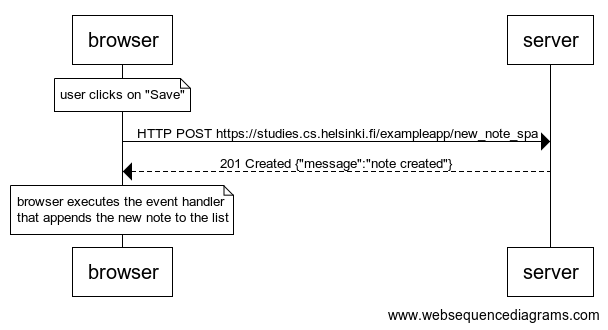 browser
server
user clicks on "Save"
HTTP POST https://studies.cs.helsinki.fi/exampleapp/new_note_spa
201 Created {"message":"note created"}
browser executes the event handler
that appends the new note to the list
browser
server
www.websequencediagrams.com